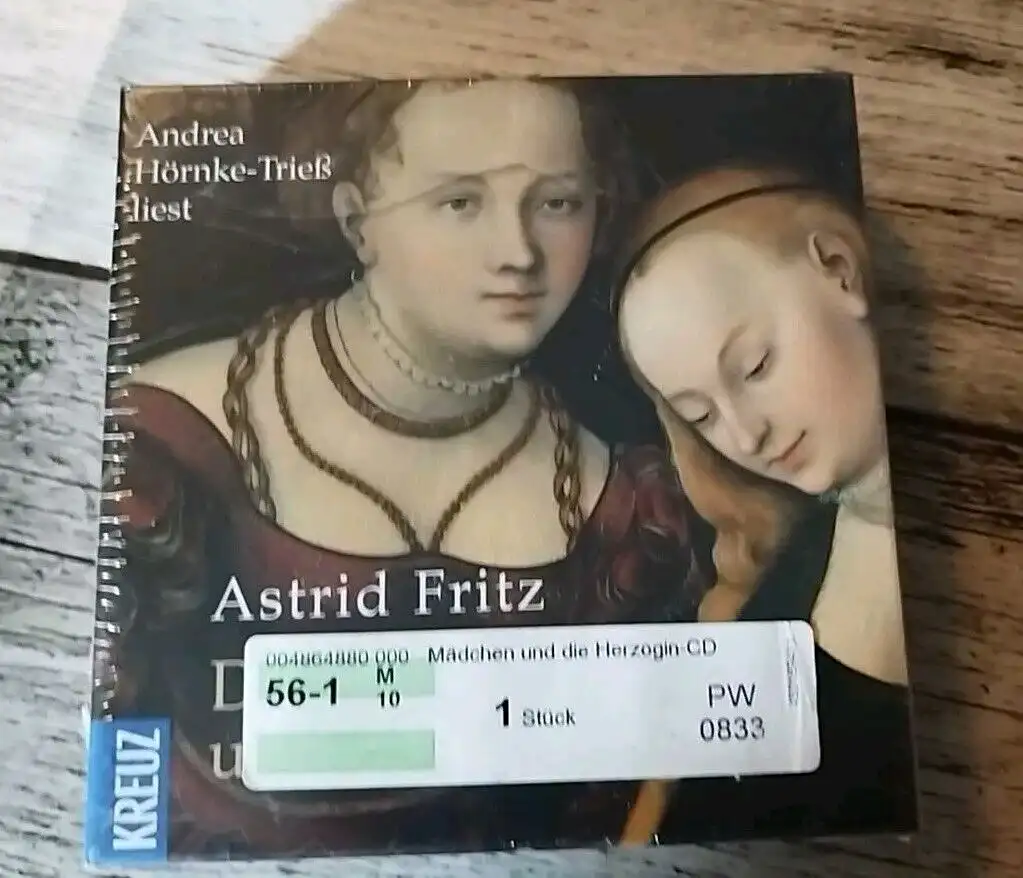 Andrea
Hörnke-Trieß
liest
Astrid Fritz
D
u
004864880 000 Mädchen und die Herzogin-CD
56-1 M 10
1 Stück
PW
0833
KREUZ